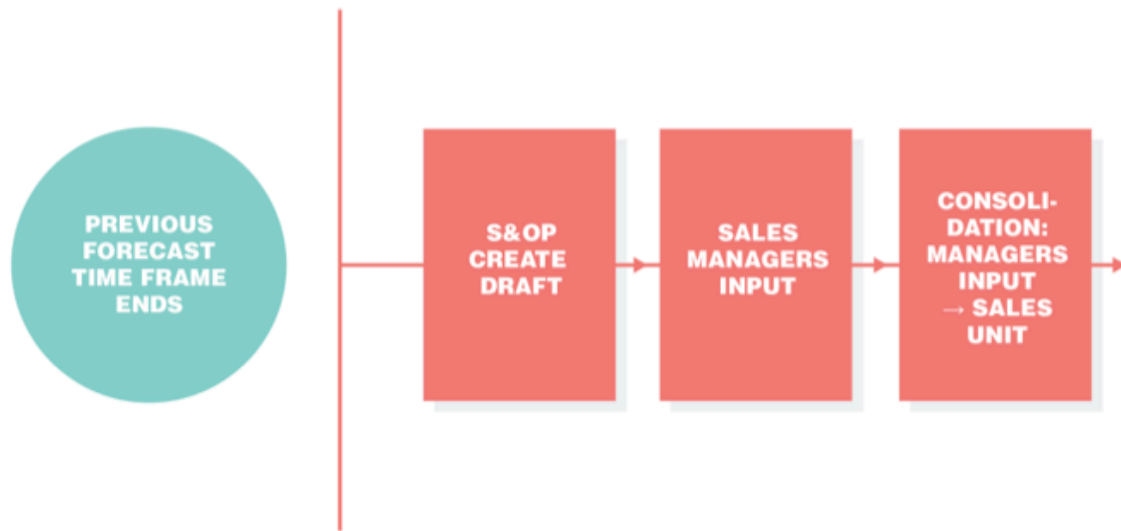 PREVIOUS
FORECAST
TIME FRAME
ENDS
S&OP
CREATE
DRAFT
SALES
MANAGERS
INPUT
CONSOLI-
DATION:
MANAGERS
INPUT
→ SALES
UNIT